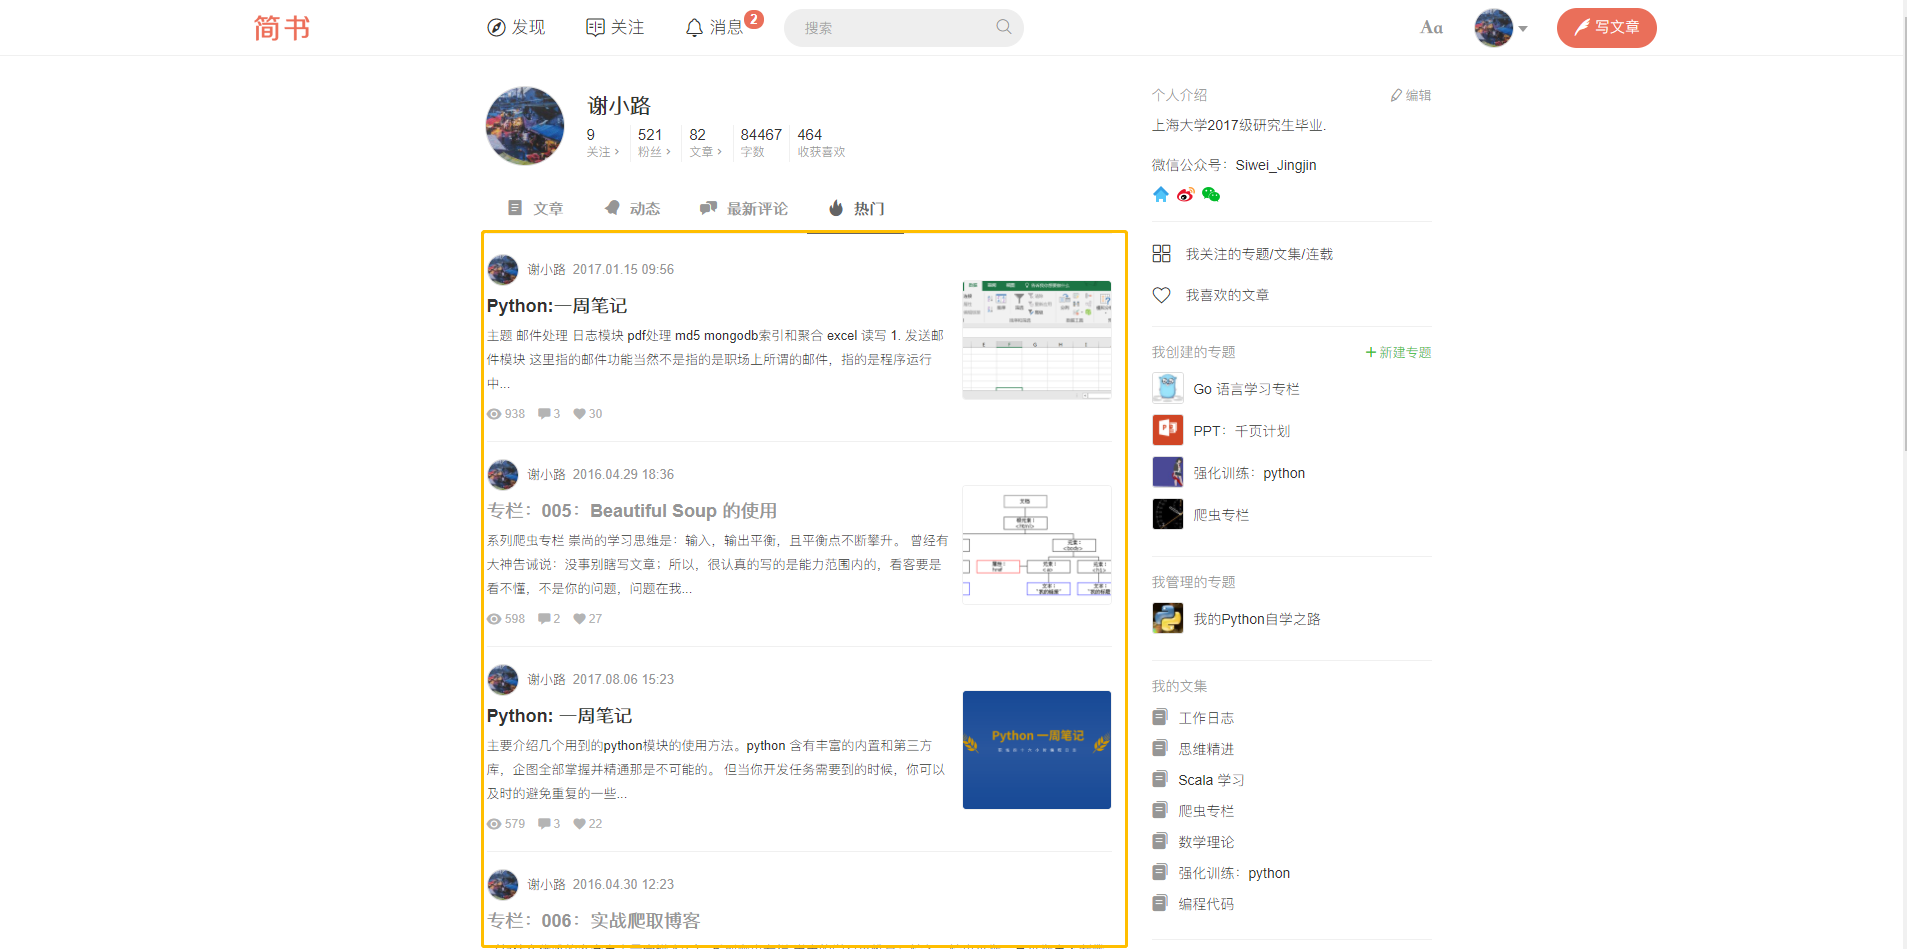 简书
发现
关注
消息
2
搜索
Aa
写文章
谢小路
9
521
82
84467
464
关注
粉丝
文章
字数
收获喜欢
文章
动态
最新评论
热门
谢小路 2017.01.15 09:56
Python:一周笔记
主题 邮件处理 日志模块 pdf处理 md5 mongodb索引和聚合 excel 读写 1. 发送邮
件模块 这里指的邮件功能当然不是指的是职场上所谓的邮件，指的是程序运行
中...
938 3 30
谢小路 2016.04.29 18:36
专栏：005：Beautiful Soup 的使用
系列爬虫专栏 崇尚的学习思维是：输入，输出平衡，且平衡点不断攀升。 曾经有
大神告诫说：没事别瞎写文章；所以，很认真的写的是能力范围内的，看客要是
看不懂，不是你的问题，问题在我...
598 2 27
文档
<html>
元素：
<body>
元素：
<a>
元素：
<h1>
href
文本：
文本：
谢小路 2017.08.06 15:23
Python: 一周笔记
主要介绍几个用到的python模块的使用方法。python 含有丰富的内置和第三方
库，企图全部掌握并精通那是不可能的。 但当你开发任务需要到的时候，你可以
及时的避免重复的一些...
579 3 22
Python 一周笔记
谢小路 2016.04.30 12:23
专栏：006：实战爬取博客
个人介绍
编辑
上海大学2017级研究生毕业.
微信公众号：Siwei_Jingjin
我关注的专题/文集/连载
我喜欢的文章
我创建的专题
+ 新建专题
Go 语言学习专栏
PPT：千页计划
强化训练：python
爬虫专栏
我管理的专题
我的Python自学之路
我的文集
工作日志
思维精进
Scala 学习
爬虫专栏
数学理论
强化训练：python
编程代码